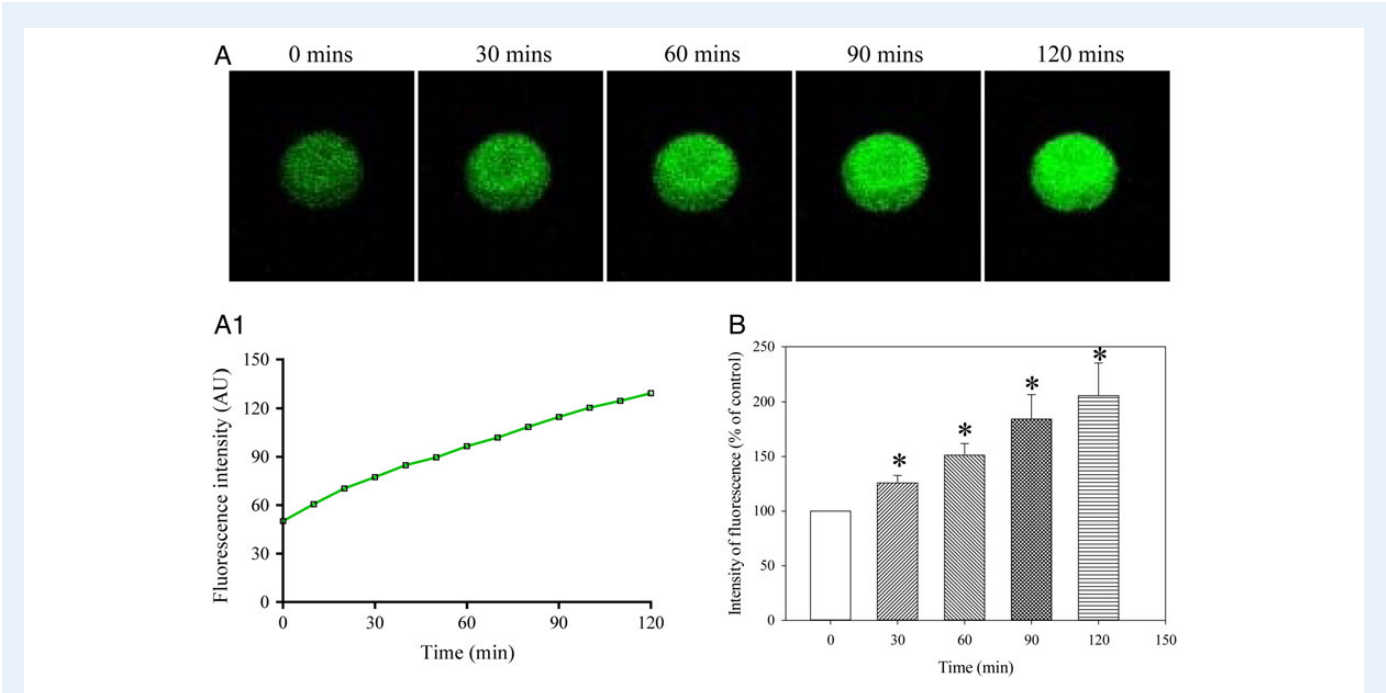 A
0 mins 30 mins 60 mins 90 mins 120 mins
A1
Fluorescence intensity (AU)
150
120
90
60
30
0
0 30 60 90 120
Time (min)
B
Intensity of fluorescence (% of control)
250
200
150
100
50
0
* * * *
0 30 60 90 120 150
Time (min)